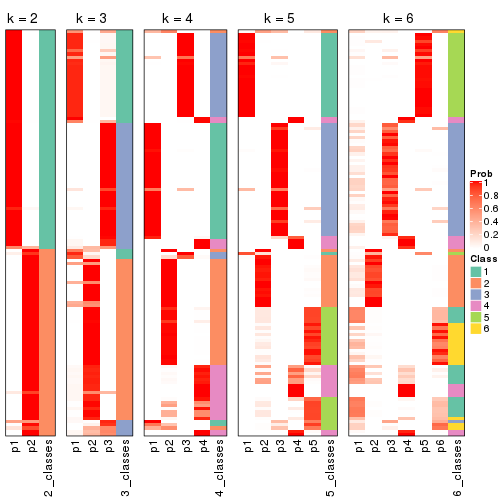 k = 2
k = 3
k = 4
k = 5
k = 6
p1
p2
2_classes
p1
p2
p3
3_classes
p1
p2
p3
p4
4_classes
p1
p2
p3
p4
p5
5_classes
p1
p2
p3
p4
p5
p6
6_classes
Prob
1
0.8
0.6
0.4
0.2
0
Class
1
2
3
4
5
6